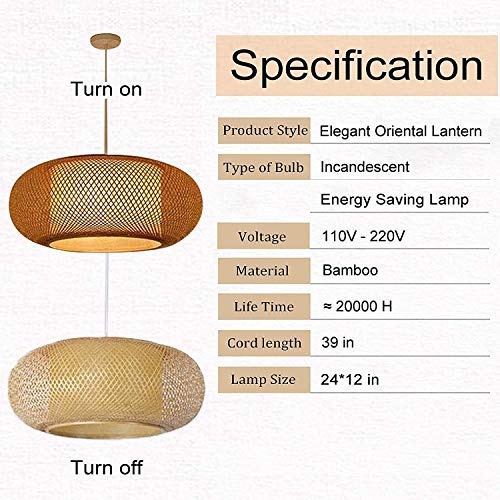 Turn on
Specification
Product Style Elegant Oriental Lantern
Type of Bulb Incandescent
Energy Saving Lamp
Voltage 110V - 220V
Material Bamboo
Life Time ≈ 20000 H
Cord length 39 in
Lamp Size 24*12 in
Turn off